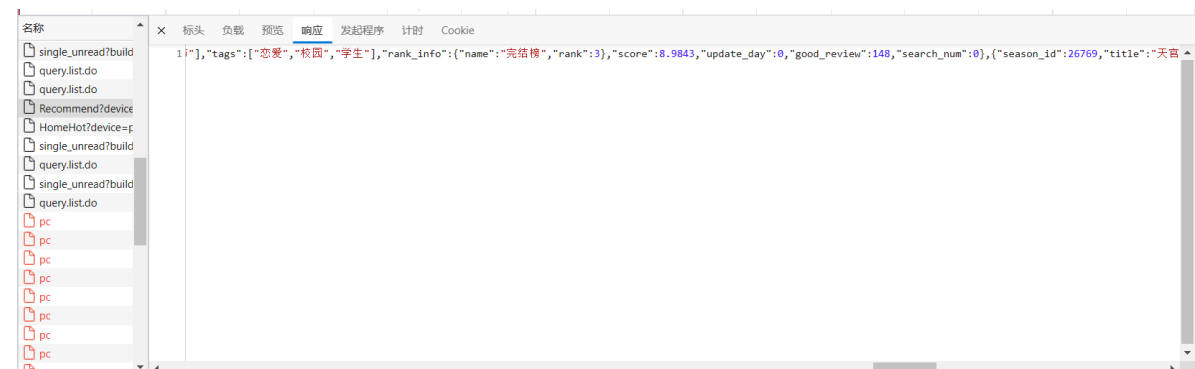 名称
× 标头 负载 预览 响应 发起程序 计时 Cookie
single_unread?build
query.list.do
query.list.do
Recommend?device
HomeHot?device=p
single_unread?build
query.list.do
single_unread?build
query.list.do
pc
pc
pc
pc
pc
pc
pc
pc
1 "],"tags":["恋爱","校园","学生"],"rank_info":{"name":"完结榜","rank":3},"score":8.9843,"update_day":0,"good_review":148,"search_num":0},{"season_id":26769,"title":"天官